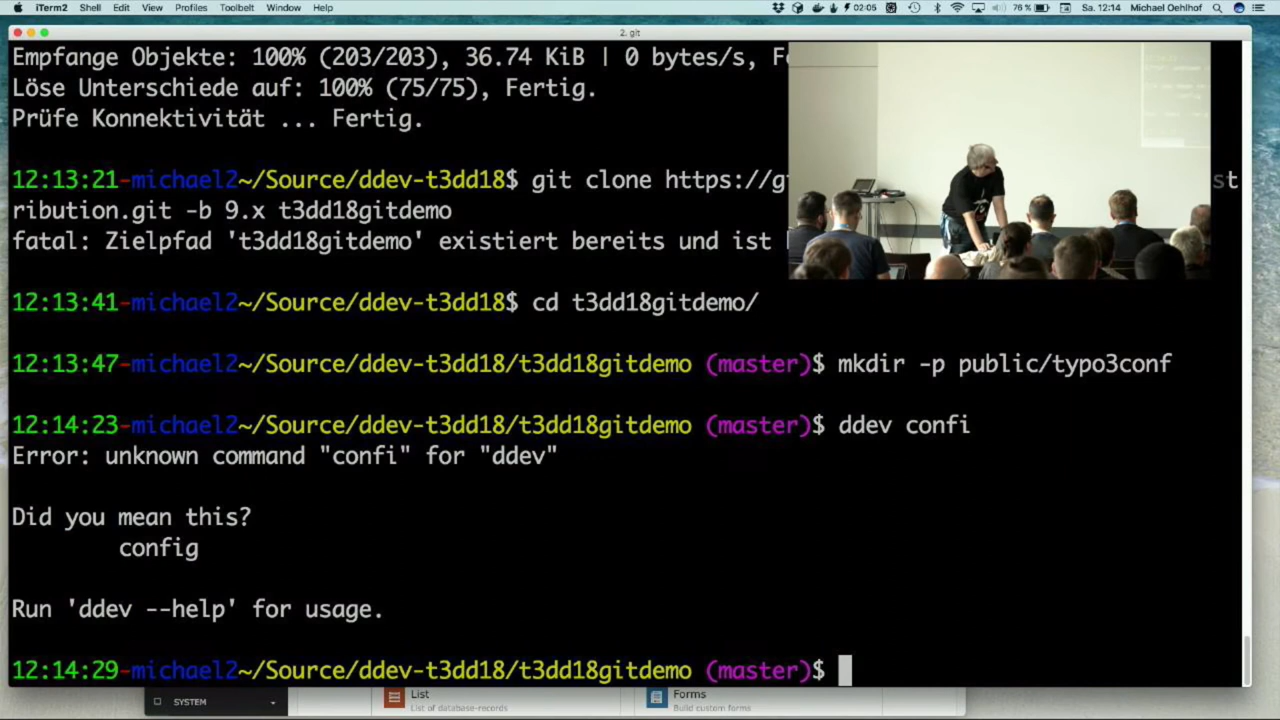 iTerm2 Shell Edit View Profiles Toolbelt Window Help 02:05 76 % Sa. 12:14 Michael Oehlhof
2. git
Empfange Objekte: 100% (203/203), 36.74 KiB | 0 bytes/s, Fe
Löse Unterschiede auf: 100% (75/75), Fertig.
Prüfe Konnektivität ... Fertig.
12:13:21-michael2~/Source/ddev-t3dd18$ git clone https://g st
ribution.git -b 9.x t3dd18gitdemo
fatal: Zielpfad 't3dd18gitdemo' existiert bereits und ist
12:13:41-michael2~/Source/ddev-t3dd18$ cd t3dd18gitdemo/
12:13:47-michael2~/Source/ddev-t3dd18/t3dd18gitdemo (master)$ mkdir -p public/typo3conf
12:14:23-michael2~/Source/ddev-t3dd18/t3dd18gitdemo (master)$ ddev confi
Error: unknown command "confi" for "ddev"
Did you mean this?
config
Run 'ddev --help' for usage.
12:14:29-michael2~/Source/ddev-t3dd18/t3dd18gitdemo (master)$
SYSTEM
List
List of database-records
Forms
Build custom forms